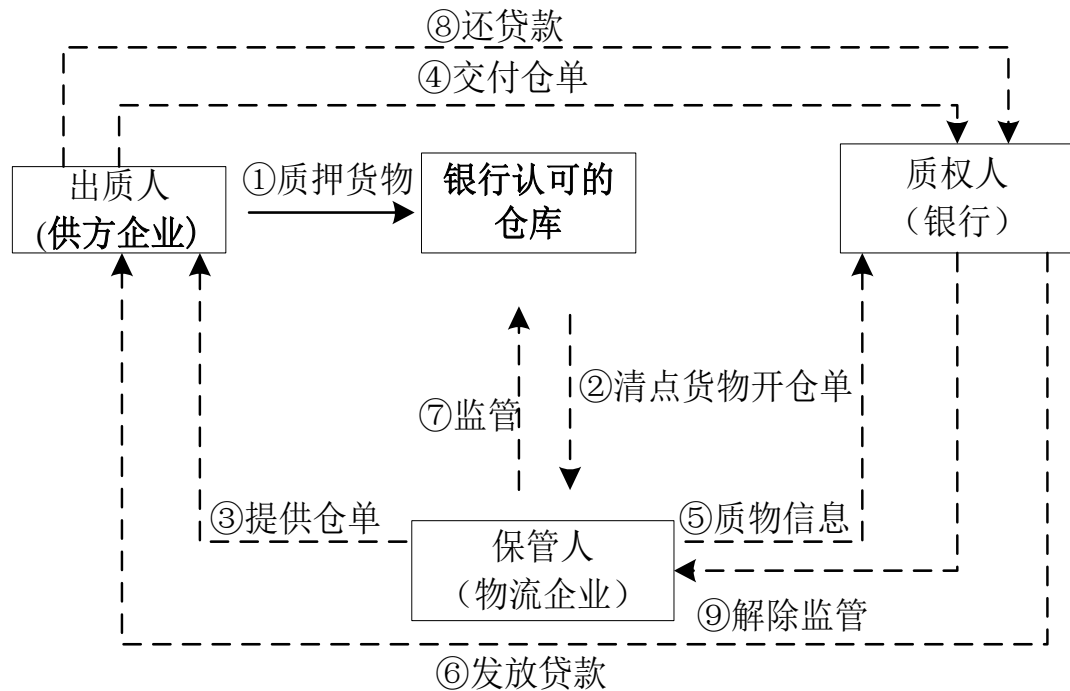 ⑧还贷款
④交付仓单
出质人
(供方企业)
①质押货物
银行认可的
仓库
质权人
（银行）
②清点货物开仓单
⑦监管
③提供仓单
⑤质物信息
保管人
（物流企业）
⑨解除监管
⑥发放贷款